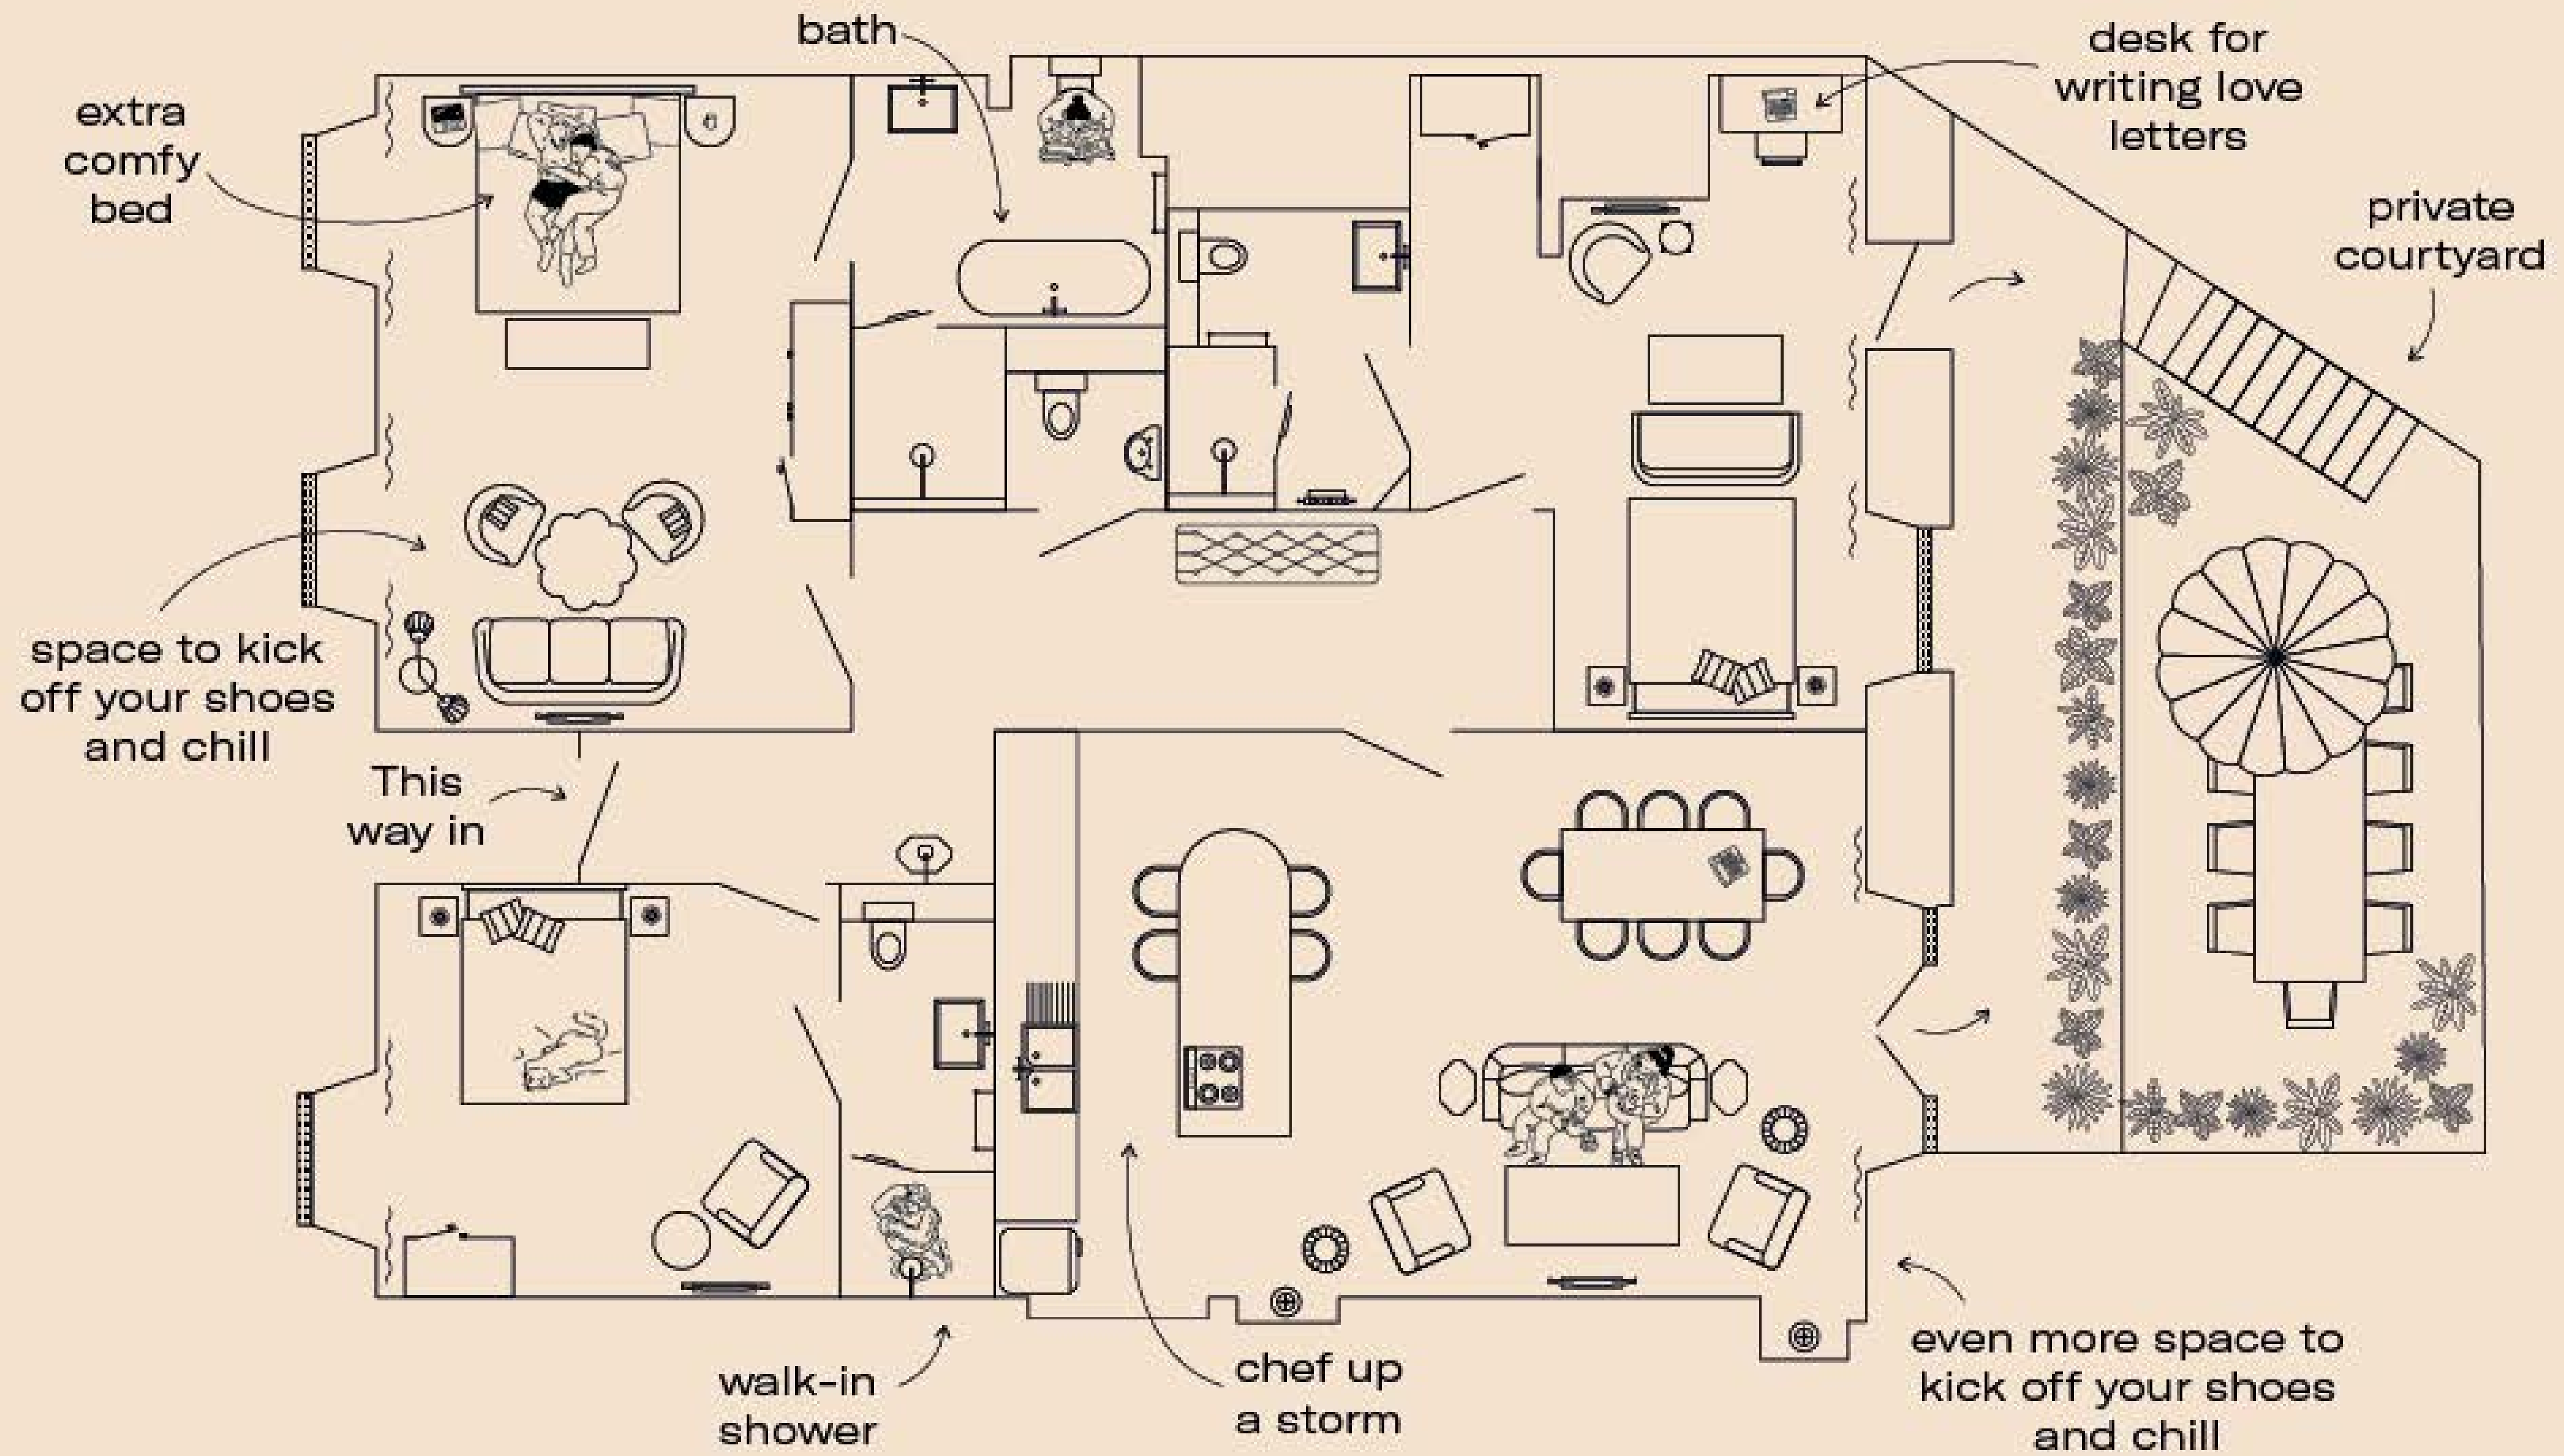 bath
desk for
writing love
letters
extra
comfy
bed
private
courtyard
space to kick
off your shoes
and chill
This
way in
walk-in
shower
chef up
a storm
even more space to
kick off your shoes
and chill